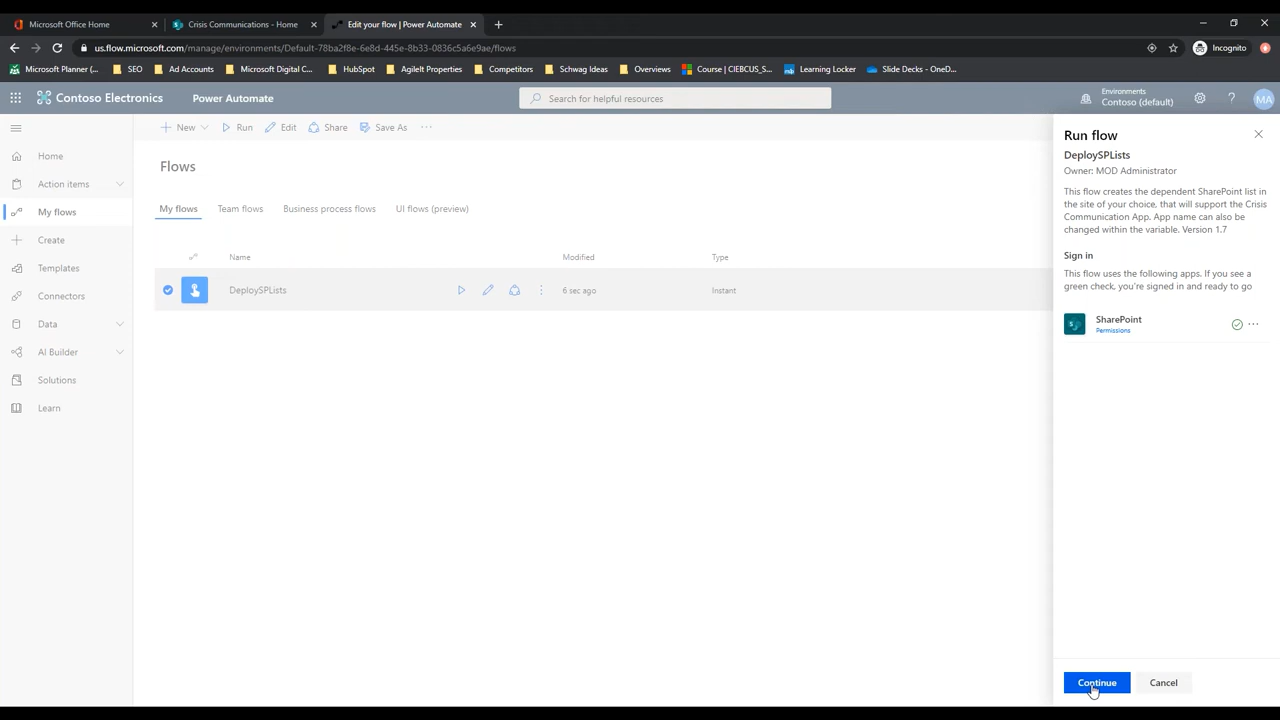 Microsoft Office Home
Crisis Communications - Home
Edit your flow | Power Automate
us.flow.microsoft.com/manage/environments/Default-78ba2f8e-6e8d-445e-8b33-0836c5a6e9ae/flows
Incognito
Microsoft Planner (...
SEO
Ad Accounts
Microsoft Digital C...
HubSpot
AgileIt Properties
Competitors
Schwag Ideas
Overviews
Course | CIEBCUS_S...
Learning Locker
Slide Decks - OneD...
Contoso Electronics
Power Automate
Search for helpful resources
Environments
Contoso (default)
MA
New
Run
Edit
Share
Save As
Home
Action items
My flows
Create
Templates
Connectors
Data
AI Builder
Solutions
Learn
Flows
My flows
Team flows
Business process flows
UI flows (preview)
Name
Modified
Type
DeploySPLists
6 sec ago
Instant
Run flow
DeploySPLists
Owner: MOD Administrator
This flow creates the dependent SharePoint list in
the site of your choice, that will support the Crisis
Communication App. App name can also be
changed within the variable. Version 1.7
Sign in
This flow uses the following apps. If you see a
green check, you're signed in and ready to go
SharePoint
Permissions
Continue
Cancel